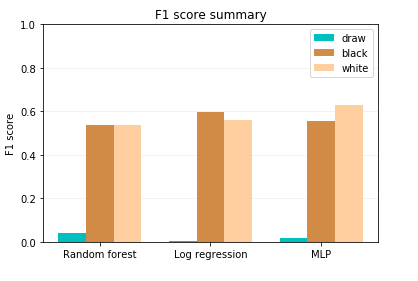 F1 score summary
1.0
0.8
0.6
0.4
0.2
0.0
F1 score
draw
black
white
Random forest
Log regression
MLP